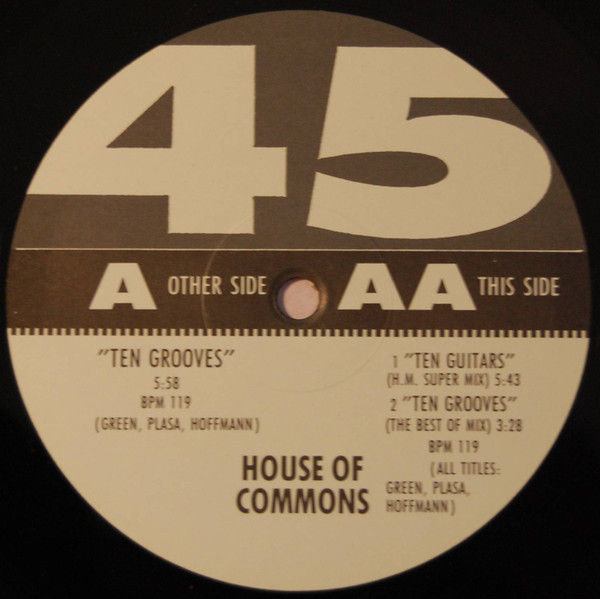 45
A OTHER SIDE AA THIS SIDE
"TEN GROOVES"
5:58
BPM 119
(GREEN, PLASA, HOFFMANN)
1 "TEN GUITARS"
(H.M. SUPER MIX) 5:43
2 "TEN GROOVES"
(THE BEST OF MIX) 3:28
BPM 119
(ALL TITLES:
GREEN, PLASA,
HOFFMANN)
HOUSE OF
COMMONS